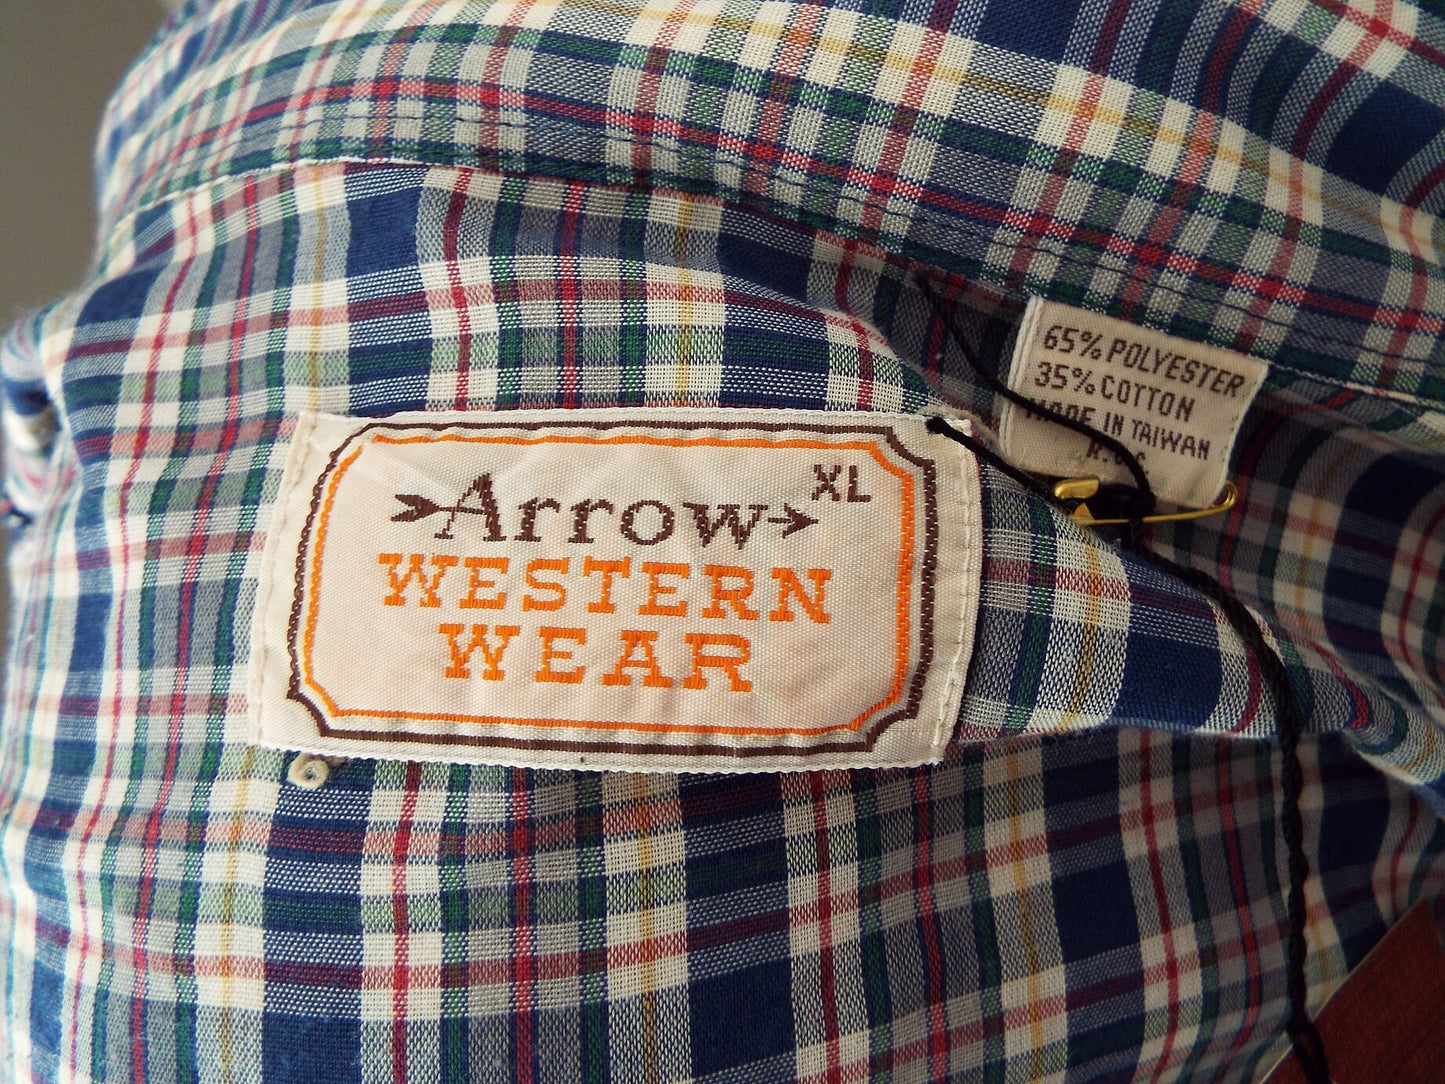 Arrow XL
WESTERN
WEAR
65% POLYESTER
35% COTTON
MADE IN TAIWAN
R.O.C.